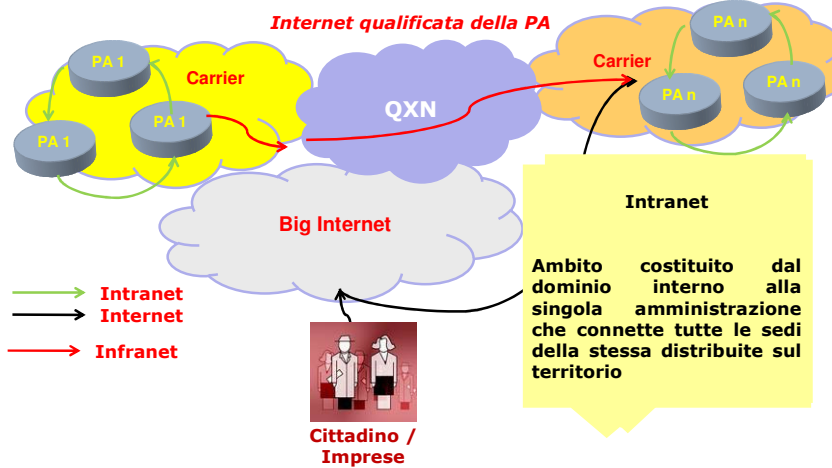 Internet qualificata della PA
PA 1
Carrier
PA 1
PA 1
QXN
Carrier
PA n
PA n
PA n
Big Internet
Intranet
Ambito costituito dal
dominio interno alla
singola amministrazione
che connette tutte le sedi
della stessa distribuite sul
territorio
Intranet
Internet
Infranet
Cittadino /
Imprese